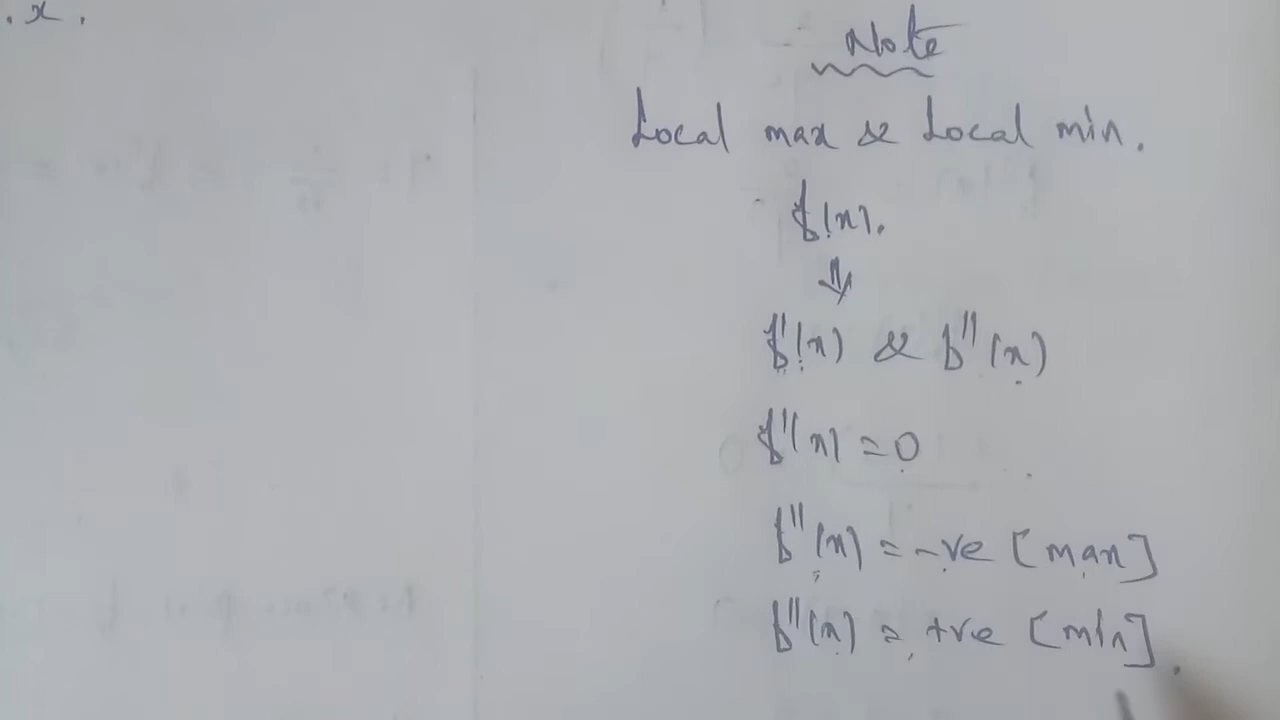 . x .
Note
Local max & Local min.
f(x).
⇓
f'(x) & f''(x)
f'(x) = 0
f''(x) = -ve [max]
f''(x) = +ve [min].